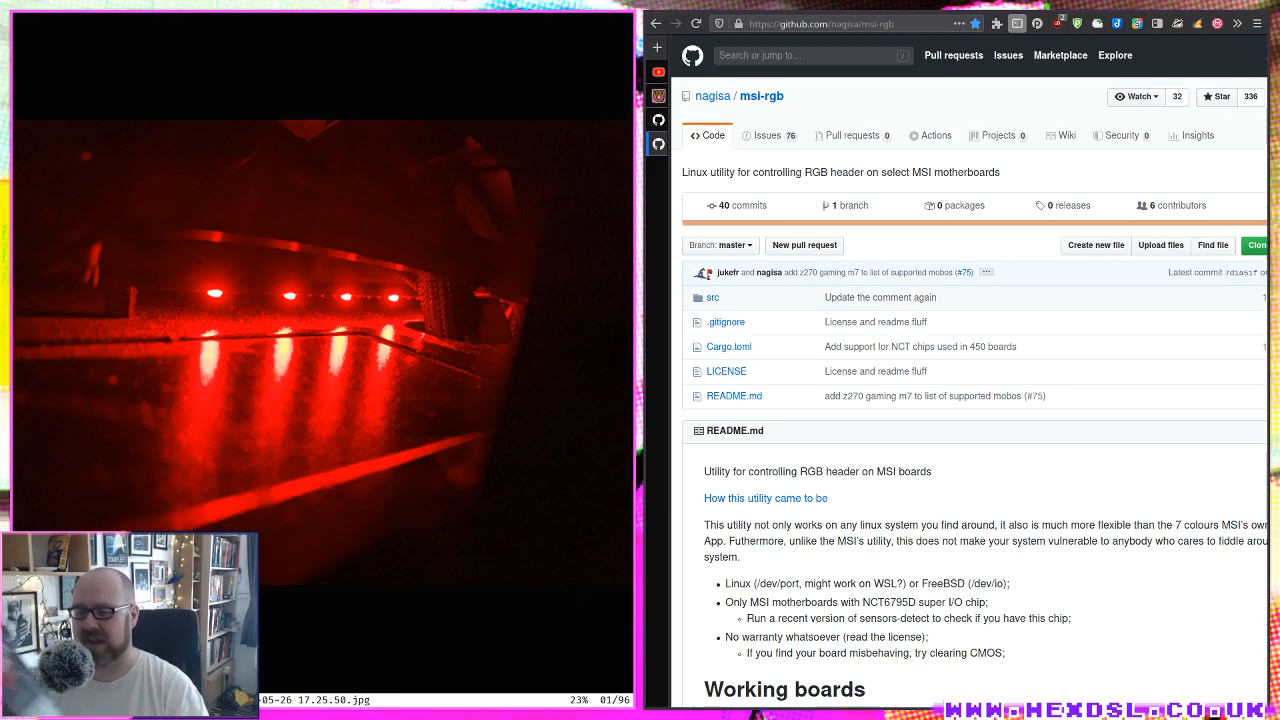 https://github.com/nagisa/msi-rgb
Search or jump to…
/
Pull requests
Issues
Marketplace
Explore
nagisa / msi-rgb
Watch
32
Star
336
Code
Issues 76
Pull requests 0
Actions
Projects 0
Wiki
Security 0
Insights
Linux utility for controlling RGB header on select MSI motherboards
40 commits
1 branch
0 packages
0 releases
6 contributors
Branch: master
New pull request
Create new file
Upload files
Find file
Clon
jukefr and nagisa add z270 gaming m7 to list of supported mobos (#75)
Latest commit 7d1a51f
src
Update the comment again
.gitignore
License and readme fluff
Cargo.toml
Add support for NCT chips used in 450 boards
LICENSE
License and readme fluff
README.md
add z270 gaming m7 to list of supported mobos (#75)
README.md
Utility for controlling RGB header on MSI boards
How this utility came to be
This utility not only works on any linux system you find around, it also is much more flexible than the 7 colours MSI's own
App. Futhermore, unlike the MSI's utility, this does not make your system vulnerable to anybody who cares to fiddle arou
system.
Linux (/dev/port, might work on WSL?) or FreeBSD (/dev/io);
Only MSI motherboards with NCT6795D super I/O chip;
Run a recent version of sensors-detect to check if you have this chip;
No warranty whatsoever (read the license);
If you find your board misbehaving, try clearing CMOS;
Working boards
-05-26 17.25.50.jpg
23% 01/96
WWW.HEXDSL.CO.UK